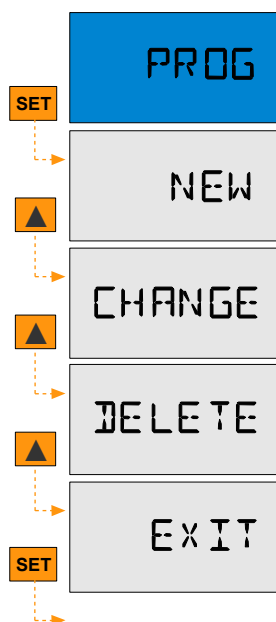 PROG
SET
NEW
CHANGE
DELETE
EXIT
SET